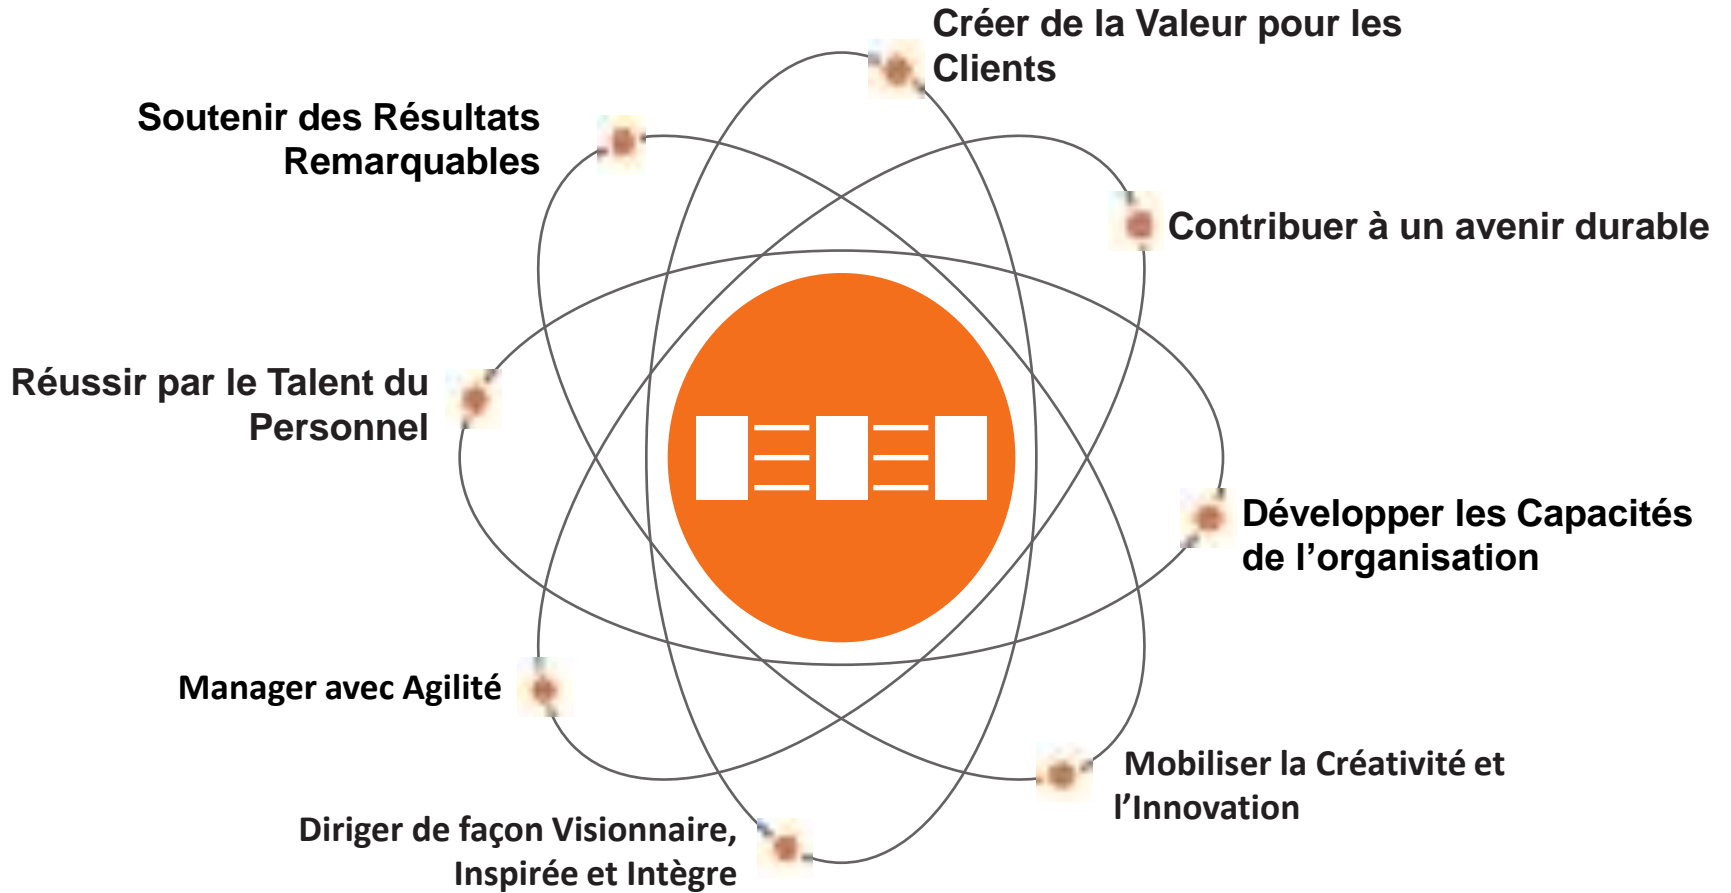 Créer de la Valeur pour les
Clients
Soutenir des Résultats
Remarquables
Contribuer à un avenir durable
Réussir par le Talent du
Personnel
Développer les Capacités
de l’organisation
Manager avec Agilité
Mobiliser la Créativité et
l’Innovation
Diriger de façon Visionnaire,
Inspirée et Intègre